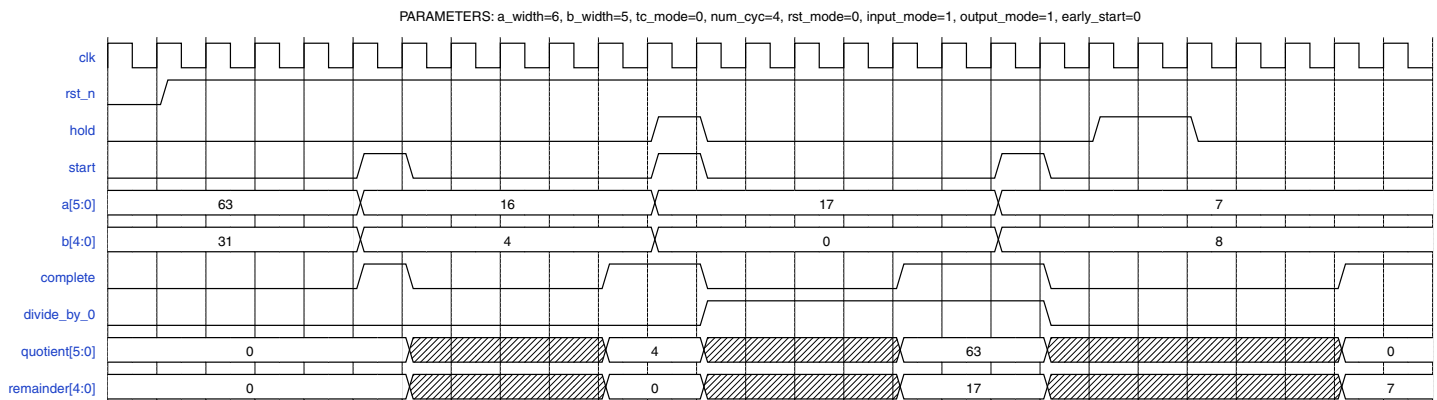 PARAMETERS: a_width=6, b_width=5, tc_mode=0, num_cyc=4, rst_mode=0, input_mode=1, output_mode=1, early_start=0
clk
rst_n
hold
start
a[5:0] 63 16 17 7
b[4:0] 31 4 0 8
complete
divide_by_0
quotient[5:0] 0 4 63 0
remainder[4:0] 0 0 17 7